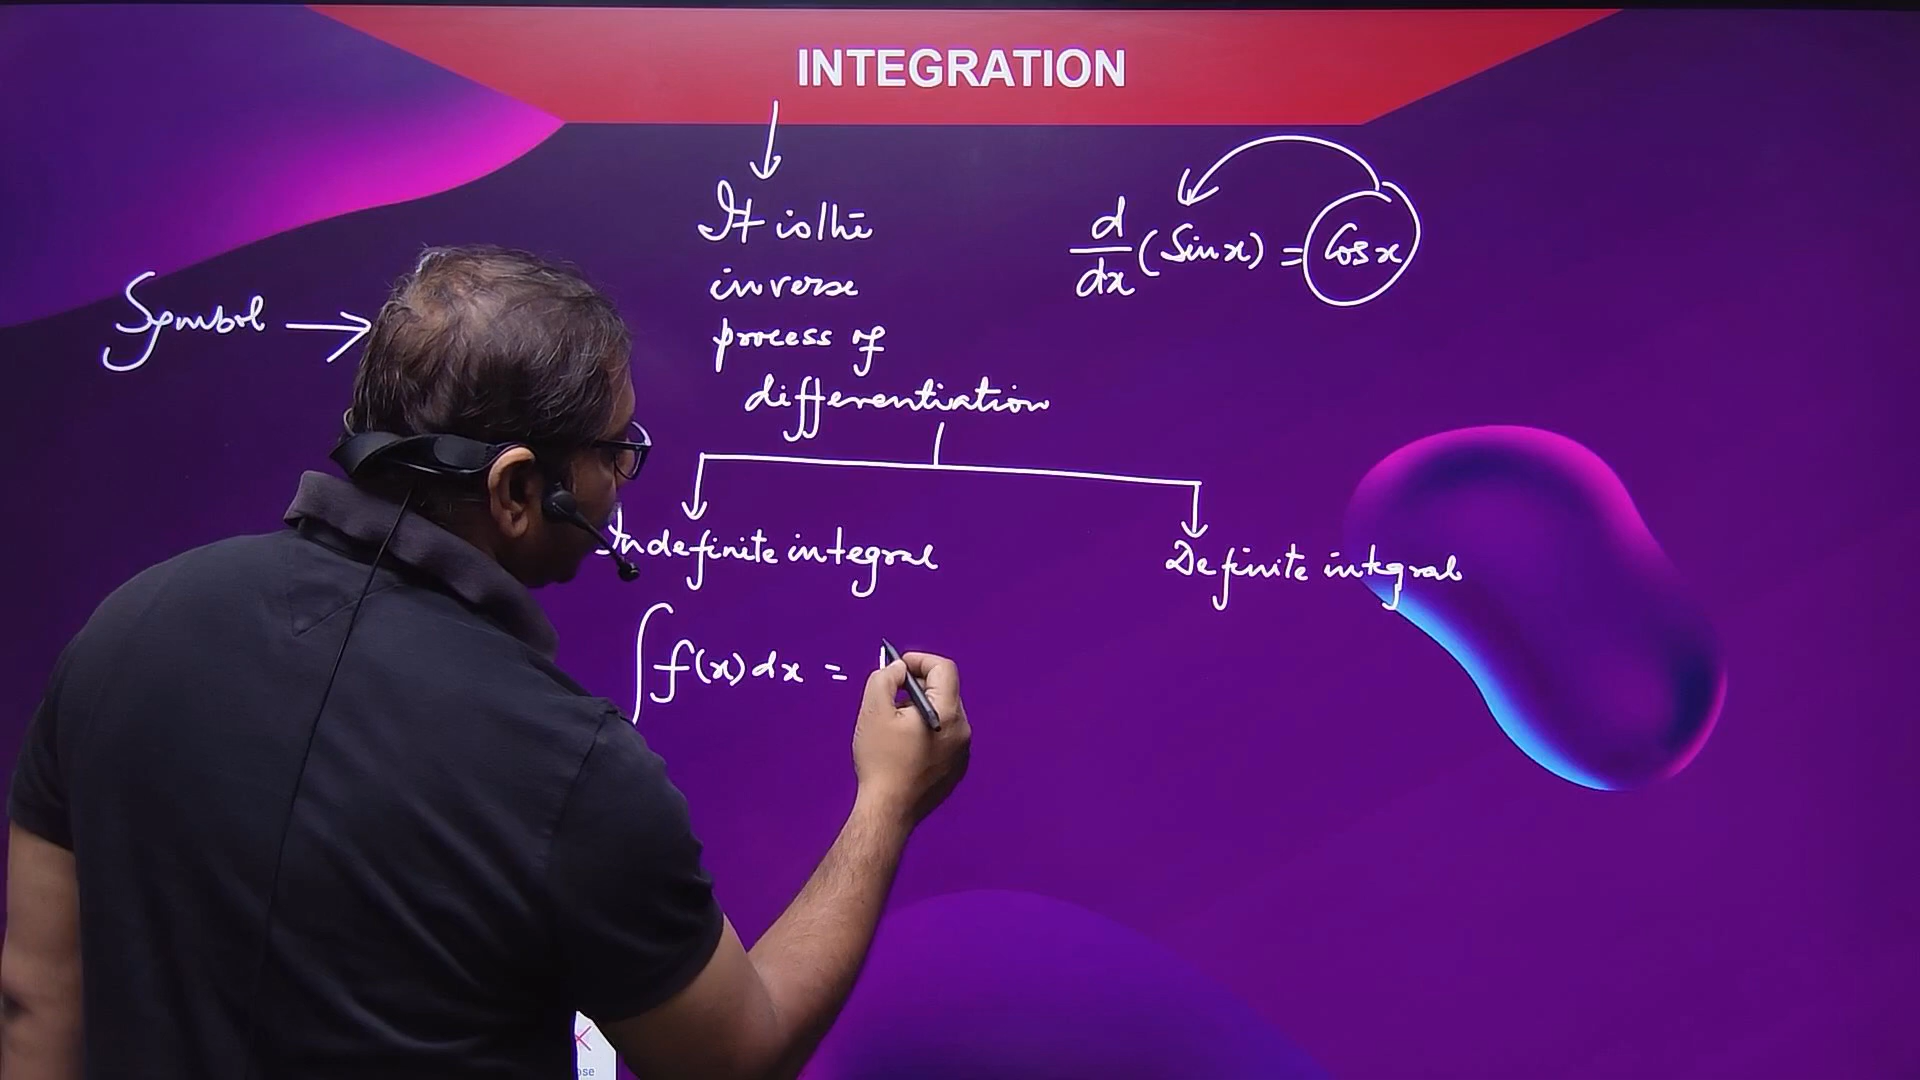 INTEGRATION
It is the
inverse
process of
differentiation
d/dx (Sin x) = Cos x
Symbol →
Indefinite integral
Definite integral
∫ f(x) dx =